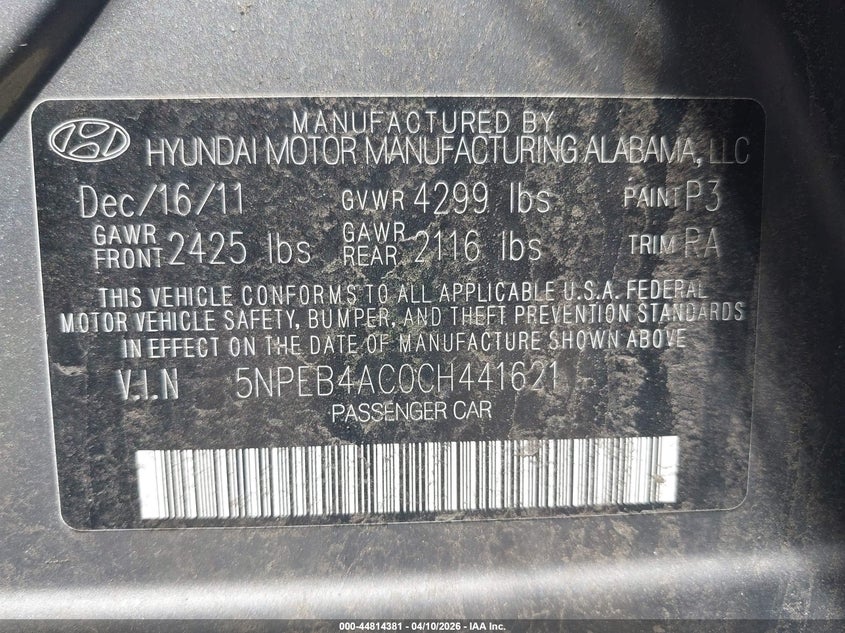 MANUFACTURED BY
HYUNDAI MOTOR MANUFACTURING ALABAMA, LLC
Dec/16/11 GVWR 4299 lbs PAINT P3
GAWR FRONT 2425 lbs GAWR REAR 2116 lbs TRIM RA
THIS VEHICLE CONFORMS TO ALL APPLICABLE U.S.A. FEDERAL
MOTOR VEHICLE SAFETY, BUMPER, AND THEFT PREVENTION STANDARDS
IN EFFECT ON THE DATE OF MANUFACTURE SHOWN ABOVE
V.I.N 5NPEB4AC0CH441621
PASSENGER CAR
000-44814381 - 04/10/2026 - IAA Inc.